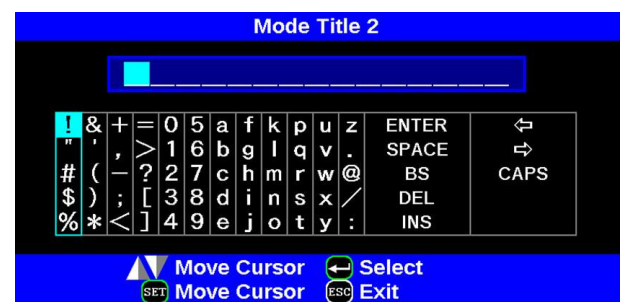 Mode Title 2
! & + = 0 5 a f k p u z ENTER ⇦
" ' , > 1 6 b g l q v . SPACE ⇨
# ( - ? 2 7 c h m r w @ BS CAPS
$ ) ; [ 3 8 d i n s x / DEL
% * < ] 4 9 e j o t y : INS
Move Cursor Select
SET Move Cursor ESC Exit